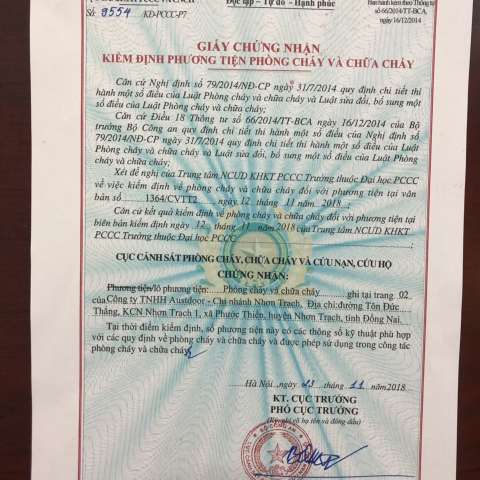 Độc lập - Tự do - Hạnh phúc
Ban hành kèm theo Thông tư
số 66/2014/TT-BCA,
ngày 16/12/2014
Số: 9554 /KĐ-PCCC-P7
GIẤY CHỨNG NHẬN
KIỂM ĐỊNH PHƯƠNG TIỆN PHÒNG CHÁY VÀ CHỮA CHÁY
Căn cứ Nghị định số 79/2014/NĐ-CP ngày 31/7/2014 quy định chi tiết thi
hành một số điều của Luật Phòng cháy và chữa cháy và Luật sửa đổi, bổ sung một
số điều của Luật Phòng cháy và chữa cháy;
Căn cứ Điều 18 Thông tư số 66/2014/TT-BCA ngày 16/12/2014 của Bộ
trưởng Bộ Công an quy định chi tiết thi hành một số điều của Nghị định số
79/2014/NĐ-CP ngày 31/7/2014 quy định chi tiết thi hành một số điều của Luật
Phòng cháy và chữa cháy và Luật sửa đổi, bổ sung một số điều của Luật Phòng
cháy và chữa cháy;
Xét đề nghị của Trung tâm NCUD KHKT PCCC Trường thuộc Đại học PCCC
về việc kiểm định về phòng cháy và chữa cháy đối với phương tiện tại văn
bản số 1364/CVTT2 ngày 12 tháng 11 năm 2018;
Căn cứ kết quả kiểm định về phòng cháy và chữa cháy đối với phương tiện tại
biên bản kiểm định ngày 12 tháng 11 năm 2018 của Trung tâm NCUD KHKT
PCCC Trường thuộc Đại học PCCC
CỤC CẢNH SÁT PHÒNG CHÁY, CHỮA CHÁY VÀ CỨU NẠN, CỨU HỘ
CHỨNG NHẬN:
Phương tiện/lô phương tiện: Phòng cháy và chữa cháy ghi tại trang 02
của Công ty TNHH Austdoor - Chi nhánh Nhơn Trạch, Địa chỉ: đường Tôn Đức
Thắng, KCN Nhơn Trạch 1, xã Phước Thiền, huyện Nhơn Trạch, tỉnh Đồng Nai.
Tại thời điểm kiểm định, số phương tiện này có các thông số kỹ thuật phù hợp
với các quy định về phòng cháy và chữa cháy và được phép sử dụng trong công tác
phòng cháy và chữa cháy.
Hà Nội, ngày 23 tháng 11 năm 2018
KT. CỤC TRƯỞNG
PHÓ CỤC TRƯỞNG
(Ký, ghi rõ họ tên và đóng dấu)
BỘ CÔNG AN